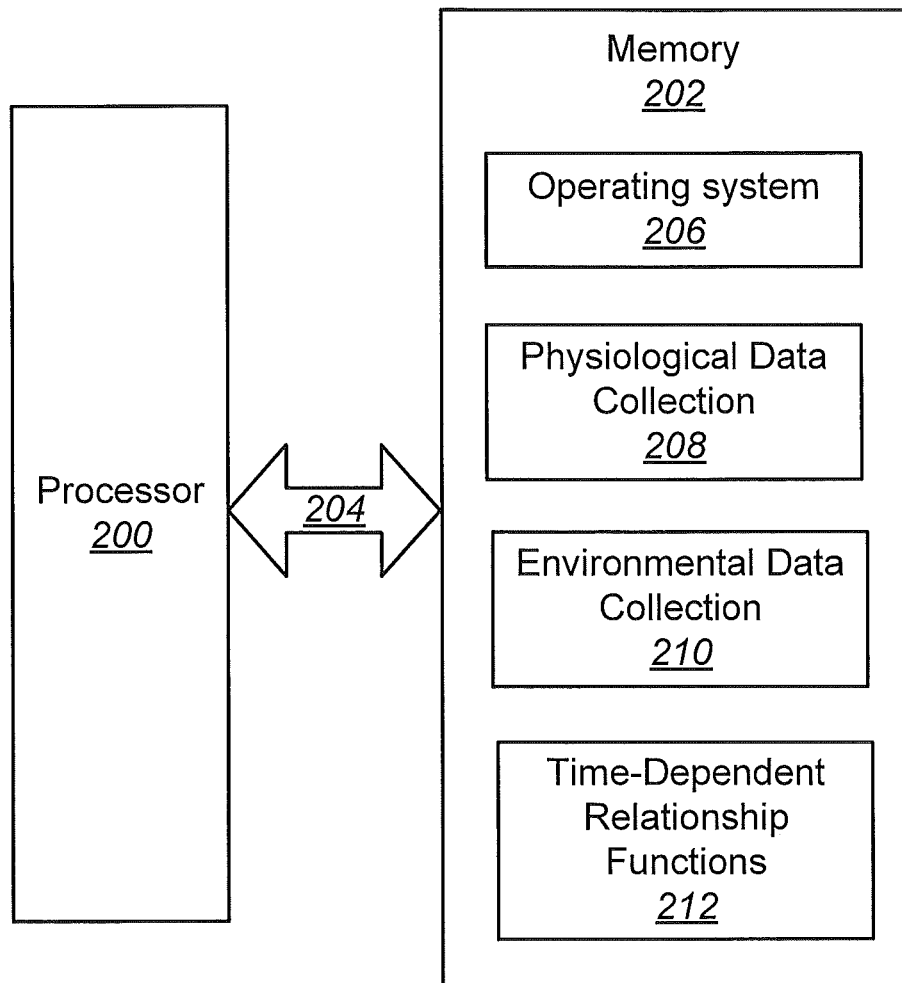 Memory
202
Operating system
206
Physiological Data
Collection
208
Processor
200
204
Environmental Data
Collection
210
Time-Dependent
Relationship
Functions
212